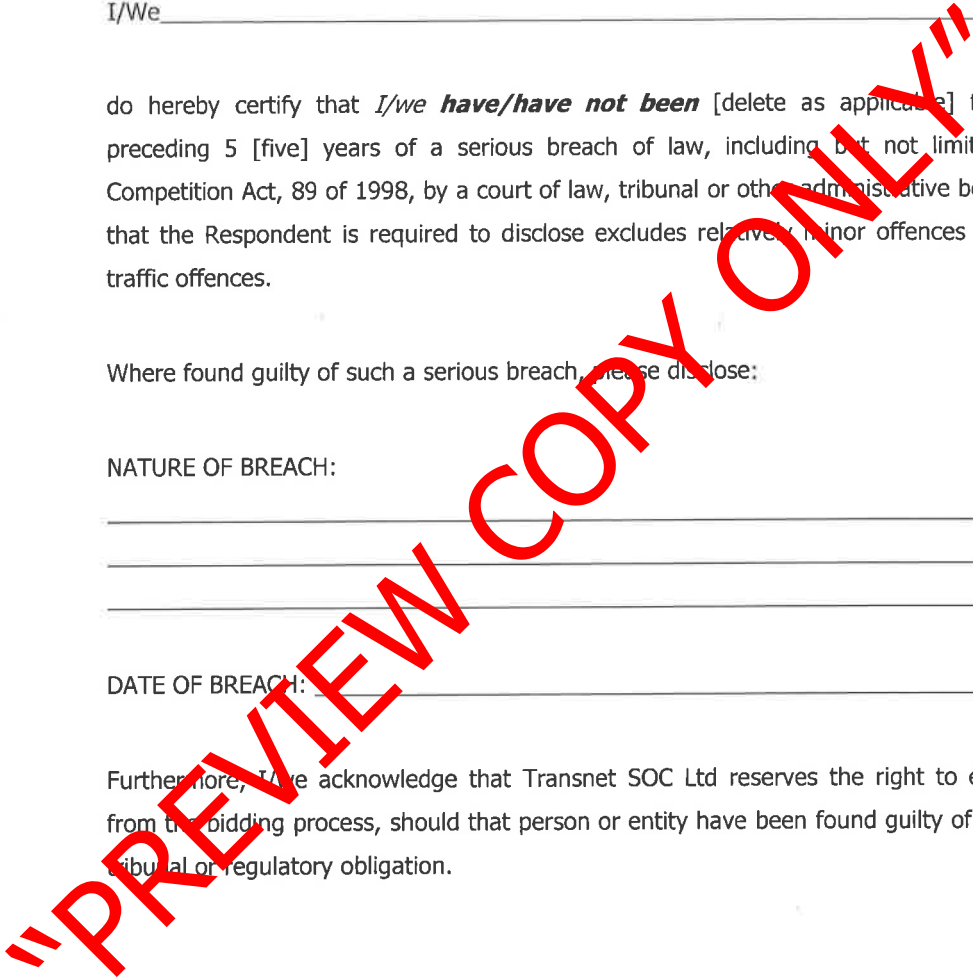 I/We
do hereby certify that I/we have/have not been [delete as applicable] f
preceding 5 [five] years of a serious breach of law, including but not limit
Competition Act, 89 of 1998, by a court of law, tribunal or other administrative b
that the Respondent is required to disclose excludes relatively minor offences
traffic offences.
Where found guilty of such a serious breach, please disclose:
NATURE OF BREACH:
DATE OF BREACH:
Furthermore, I/we acknowledge that Transnet SOC Ltd reserves the right to e
from the bidding process, should that person or entity have been found guilty of
tribunal or regulatory obligation.
"PREVIEW COPY ONLY"